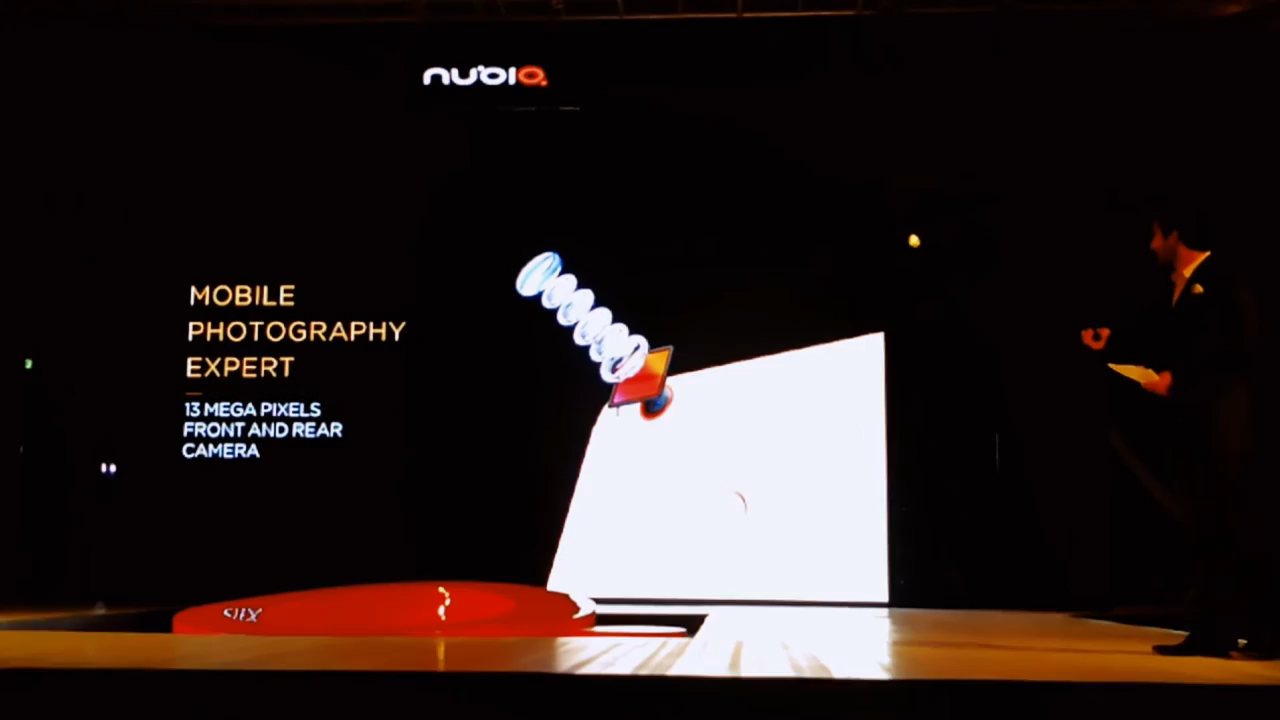 nubia
MOBILE
PHOTOGRAPHY
EXPERT
13 MEGA PIXELS
FRONT AND REAR
CAMERA